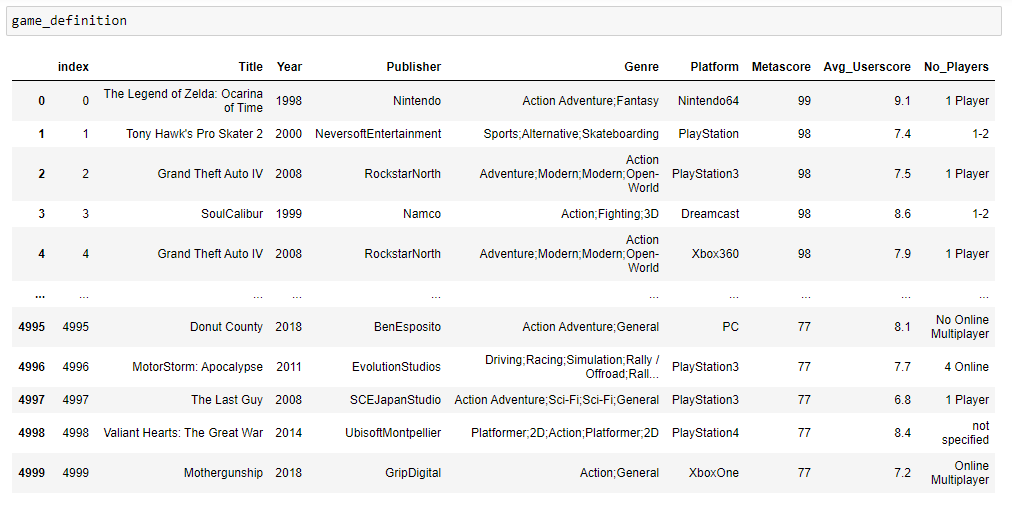 game_definition
index Title Year Publisher Genre Platform Metascore Avg_Userscore No_Players
0 0 The Legend of Zelda: Ocarina of Time 1998 Nintendo Action Adventure;Fantasy Nintendo64 99 9.1 1 Player
1 1 Tony Hawk's Pro Skater 2 2000 NeversoftEntertainment Sports;Alternative;Skateboarding PlayStation 98 7.4 1-2
2 2 Grand Theft Auto IV 2008 RockstarNorth Action Adventure;Modern;Modern;Open-World PlayStation3 98 7.5 1 Player
3 3 SoulCalibur 1999 Namco Action;Fighting;3D Dreamcast 98 8.6 1-2
4 4 Grand Theft Auto IV 2008 RockstarNorth Action Adventure;Modern;Modern;Open-World Xbox360 98 7.9 1 Player
... ... ... ... ... ... ... ... ... ...
4995 4995 Donut County 2018 BenEsposito Action Adventure;General PC 77 8.1 No Online Multiplayer
4996 4996 MotorStorm: Apocalypse 2011 EvolutionStudios Driving;Racing;Simulation;Rally / Offroad;Rall... PlayStation3 77 7.7 4 Online
4997 4997 The Last Guy 2008 SCEJapanStudio Action Adventure;Sci-Fi;Sci-Fi;General PlayStation3 77 6.8 1 Player
4998 4998 Valiant Hearts: The Great War 2014 UbisoftMontpellier Platformer;2D;Action;Platformer;2D PlayStation4 77 8.4 not specified
4999 4999 Mothergunship 2018 GripDigital Action;General XboxOne 77 7.2 Online Multiplayer